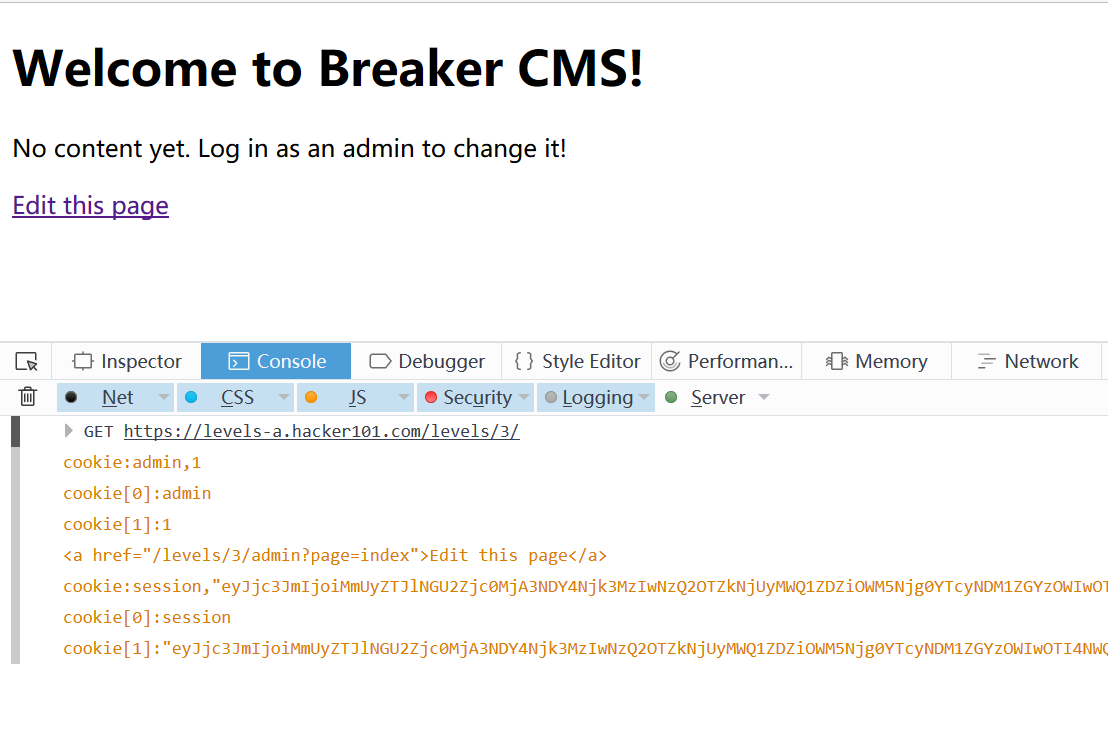 Welcome to Breaker CMS!
No content yet. Log in as an admin to change it!
Edit this page
Inspector Console Debugger { } Style Editor Performan... Memory Network
Net CSS JS Security Logging Server
GET https://levels-a.hacker101.com/levels/3/
cookie:admin,1
cookie[0]:admin
cookie[1]:1
<a href="/levels/3/admin?page=index">Edit this page</a>
cookie:session,"eyJjc3JmIjoiMmUyZTJlNGU2Zjc0MjA3NDY4Njk3MzIwNzQ2OTZkNjUyMWQ1ZDZiOWM5Njg0YTcyNDM1ZGYzOWIwOT
cookie[0]:session
cookie[1]:"eyJjc3JmIjoiMmUyZTJlNGU2Zjc0MjA3NDY4Njk3MzIwNzQ2OTZkNjUyMWQ1ZDZiOWM5Njg0YTcyNDM1ZGYzOWIwOTI4NWQ